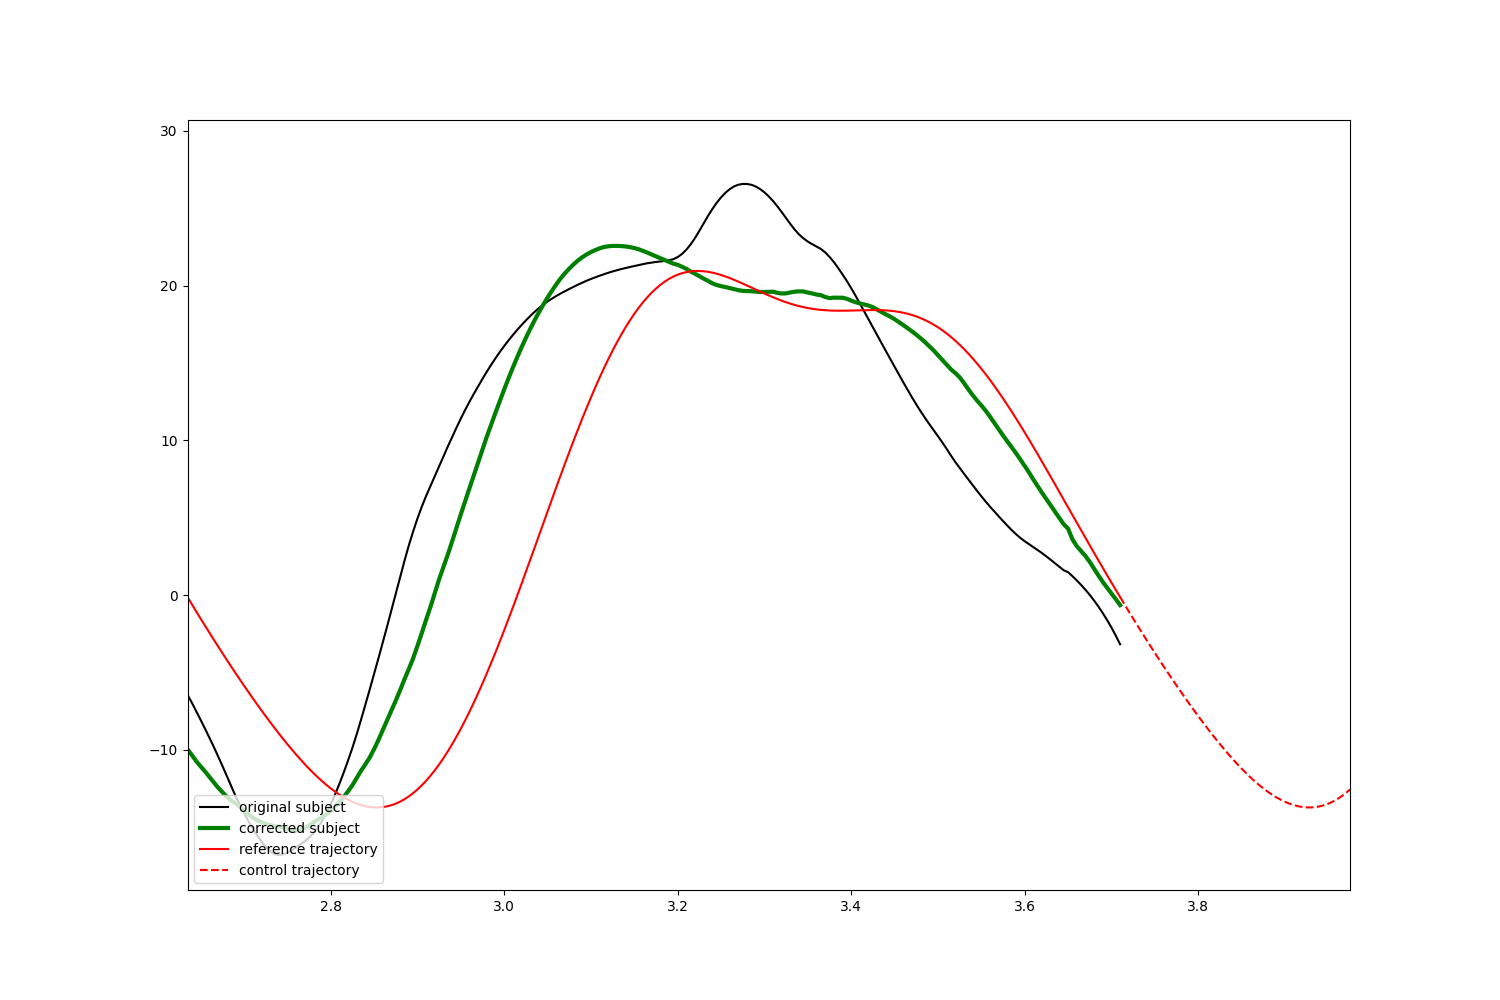 30
20
10
0
−10
original subject
corrected subject
reference trajectory
control trajectory
2.8 3.0 3.2 3.4 3.6 3.8